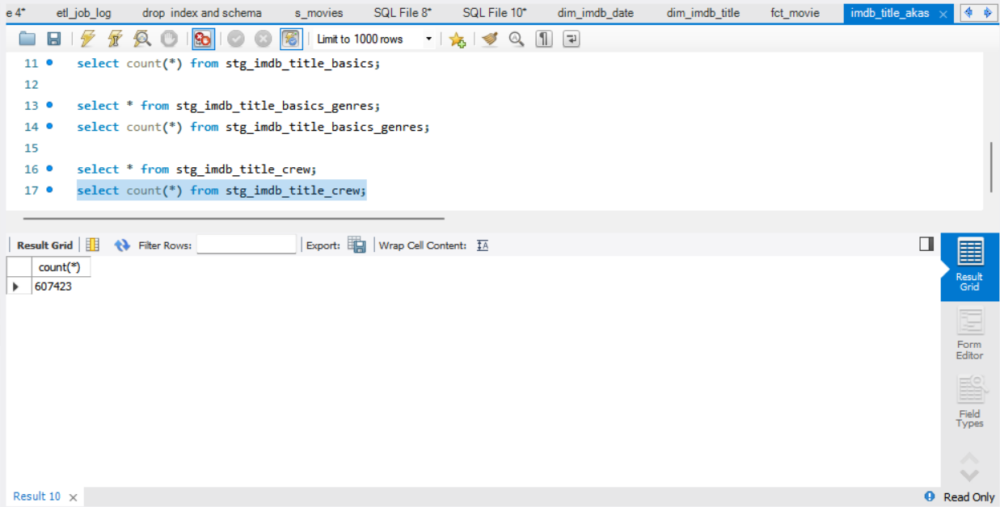 e 4* etl_job_log drop index and schema s_movies SQL File 8* SQL File 10* dim_imdb_date dim_imdb_title fct_movie imdb_title_akas
Limit to 1000 rows
11 select count(*) from stg_imdb_title_basics;
12
13 select * from stg_imdb_title_basics_genres;
14 select count(*) from stg_imdb_title_basics_genres;
15
16 select * from stg_imdb_title_crew;
17 select count(*) from stg_imdb_title_crew;
Result Grid Filter Rows: Export: Wrap Cell Content:
count(*)
607423
Result
Grid
Form
Editor
Field
Types
Result 10 Read Only